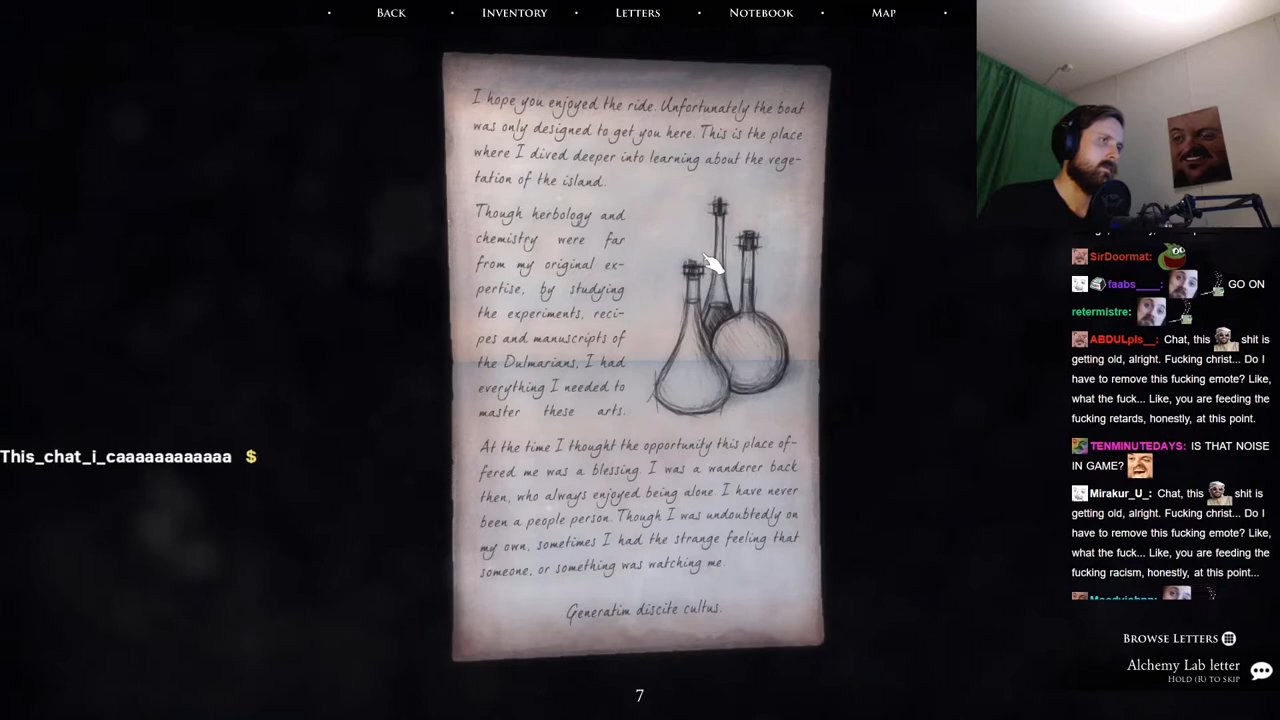 BACK
INVENTORY
LETTERS
NOTEBOOK
MAP
I hope you enjoyed the ride. Unfortunately the boat
was only designed to get you here. This is the place
where I dived deeper into learning about the vege-
tation of the island.
Though herbology and
chemistry were far
from my original ex-
pertise, by studying
the experiments, reci-
pes and manuscripts of
the Dulmarians, I had
everything I needed to
master these arts.
At the time I thought the opportunity this place of-
fered me was a blessing. I was a wanderer back
then, who always enjoyed being alone. I have never
been a people person. Though I was undoubtedly on
my own, sometimes I had the strange feeling that
someone, or something was watching me.
Generatim discite cultus.
7
This_chat_i_caaaaaaaaaaaa $
SirDoormat:
faabs____: GO ON
retermistre:
ABDULpls__: Chat, this shit is
getting old, alright. Fucking christ... Do I
have to remove this fucking emote? Like,
what the fuck... Like, you are feeding the
fucking retards, honestly, at this point.
TENMINUTEDAYS: IS THAT NOISE
IN GAME?
Mirakur_U_: Chat, this shit is
getting old, alright. Fucking christ... Do I
have to remove this fucking emote? Like,
what the fuck... Like, you are feeding the
fucking racism, honestly, at this point...
BROWSE LETTERS
Alchemy Lab letter
HOLD (R) TO SKIP